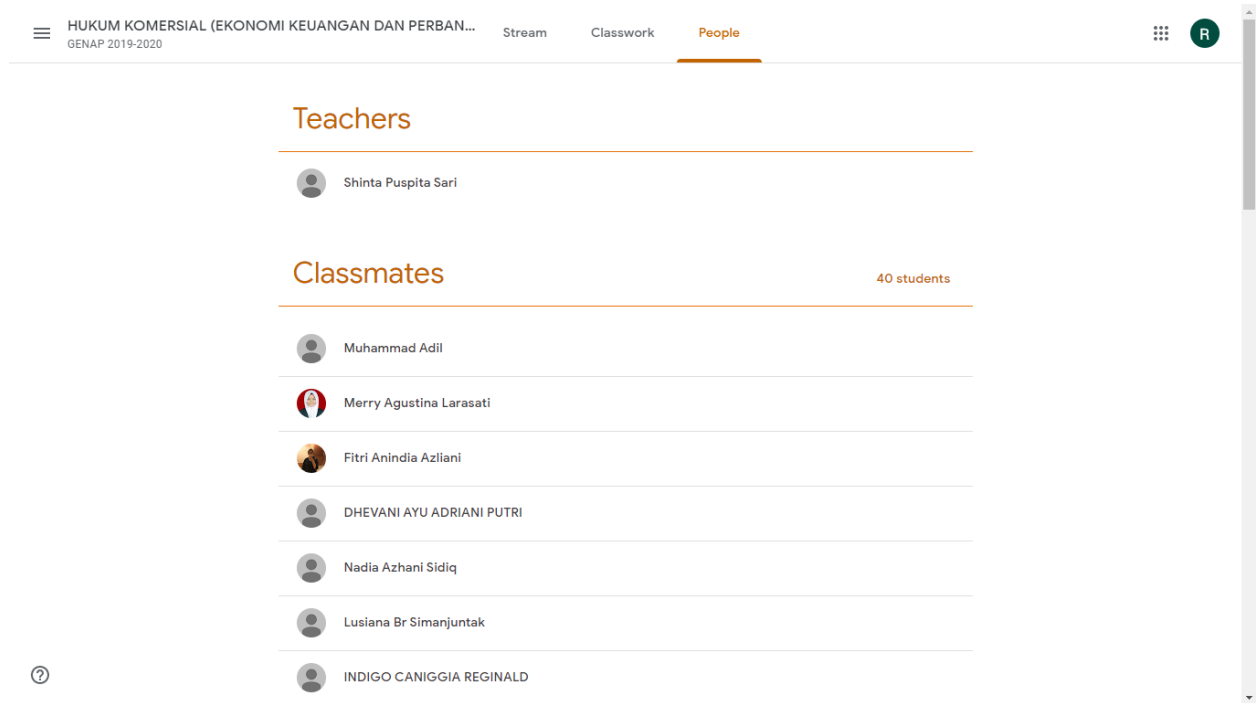 HUKUM KOMERSIAL (EKONOMI KEUANGAN DAN PERBAN...
GENAP 2019-2020
Stream
Classwork
People
R
Teachers
Shinta Puspita Sari
Classmates
40 students
Muhammad Adil
Merry Agustina Larasati
Fitri Anindia Azliani
DHEVANI AYU ADRIANI PUTRI
Nadia Azhani Sidiq
Lusiana Br Simanjuntak
INDIGO CANIGGIA REGINALD
?